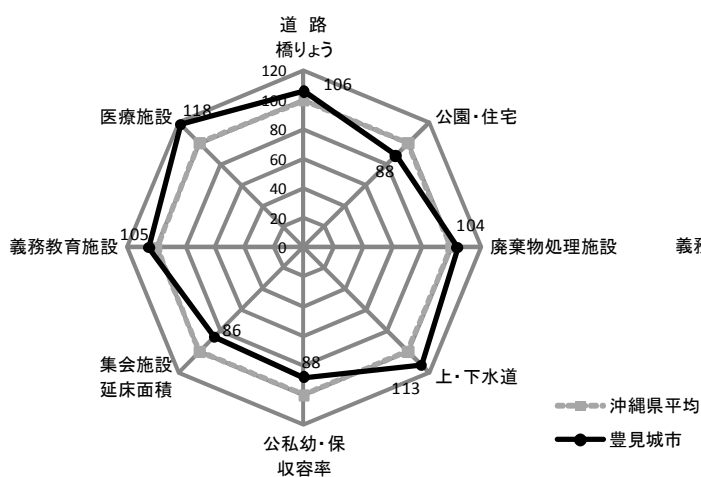 道 路
橋りょう
120
106
100
118
医療施設
公園・住宅
80
60
88
40
20
105
104
0
義務教育施設
廃棄物処理施設
義務
86
88
集会施設
延床面積
上・下水道
113
沖縄県平均
公私幼・保
収容率
豊見城市